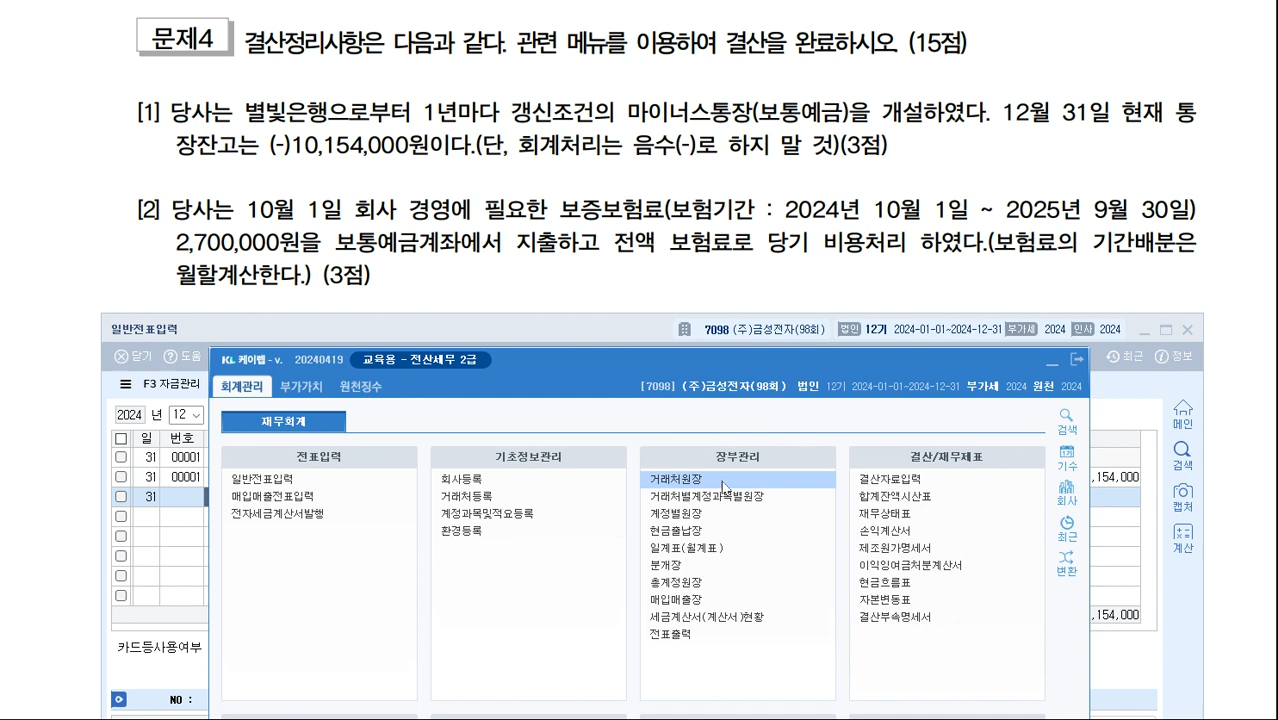 문제4 결산정리사항은 다음과 같다. 관련 메뉴를 이용하여 결산을 완료하시오. (15점)
[1] 당사는 별빛은행으로부터 1년마다 갱신조건의 마이너스통장(보통예금)을 개설하였다. 12월 31일 현재 통
장잔고는 (-)10,154,000원이다.(단, 회계처리는 음수(-)로 하지 말 것)(3점)
[2] 당사는 10월 1일 회사 경영에 필요한 보증보험료(보험기간 : 2024년 10월 1일 ~ 2025년 9월 30일)
2,700,000원을 보통예금계좌에서 지출하고 전액 보험료로 당기 비용처리 하였다.(보험료의 기간배분은
월할계산한다.) (3점)
일반전표입력 7098 (주)금성전자(98회) 법인 12기 2024-01-01~2024-12-31 부가세 2024 인사 2024
닫기 도움 최근 정보
KL 케이렙 - v. 20240419 교육용 - 전산세무 2급
F3 자금관리
회계관리 부가가치 원천징수 [7098] (주)금성전자(98회) 법인 12기 2024-01-01~2024-12-31 부가세 2024 원천 2024
2024 년 12
재무회계
일 번호
31 00001
31 00001
31
전표입력
일반전표입력
매입매출전표입력
전자세금계산서발행
기초정보관리
회사등록
거래처등록
계정과목및적요등록
환경등록
장부관리
거래처원장
거래처별계정과목별원장
계정별원장
현금출납장
일계표(월계표)
분개장
총계정원장
매입매출장
세금계산서(계산서)현황
전표출력
결산/재무제표
결산자료입력
합계잔액시산표
재무상태표
손익계산서
제조원가명세서
이익잉여금처분계산서
현금흐름표
자본변동표
결산부속명세서
검색
기수
회사
최근
변환
,154,000
,154,000
메인
검색
캡처
계산
카드등사용여부
NO :